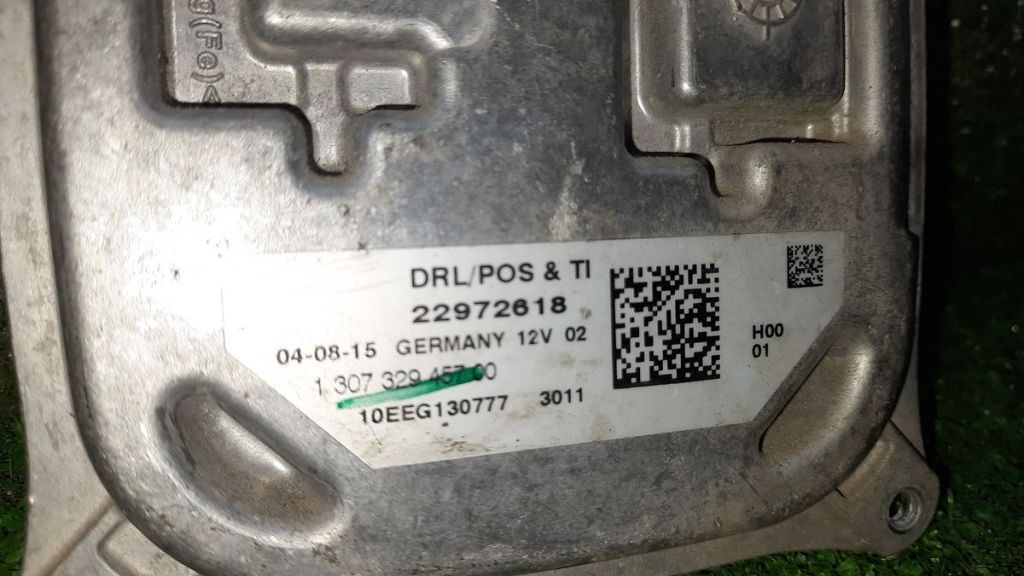 g(Fe)<
DRL/POS & TI
22972618
04-08-15 GERMANY 12V 02
1 307 329 457 00
10EEG130777 3011
H00
01